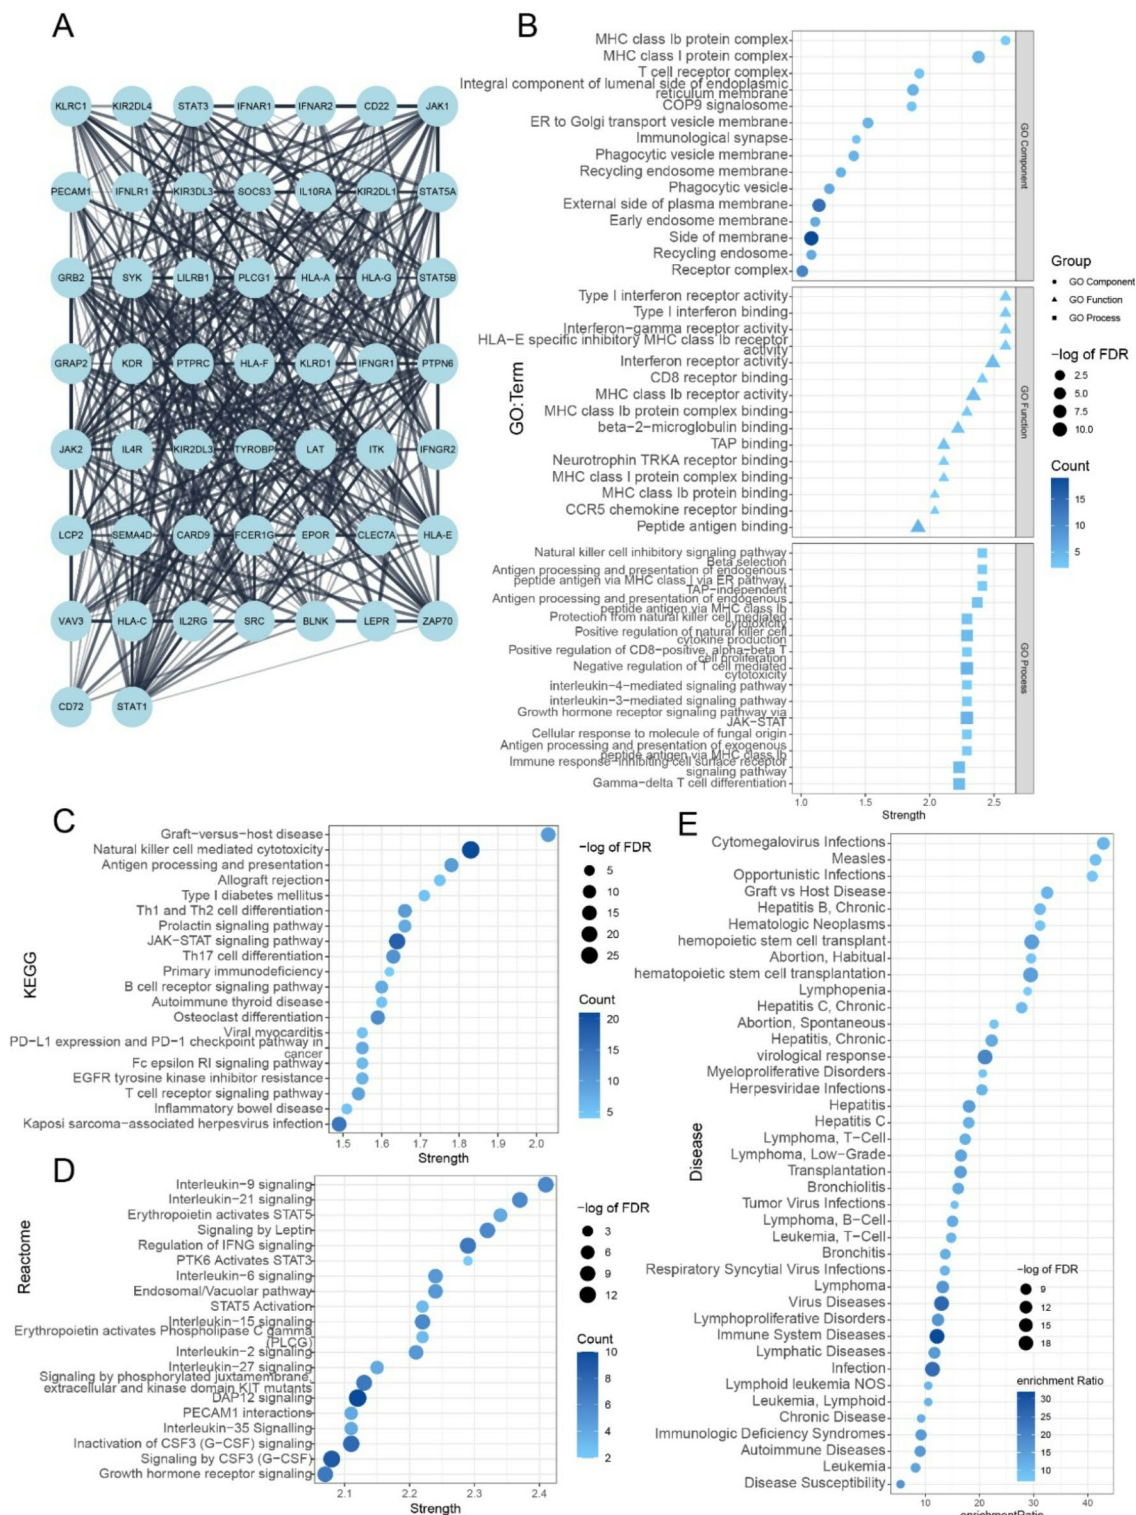 A
KLRC1 KIR2DL4 STAT3 IFNAR1 IFNAR2 CD22 JAK1
PECAM1 IFNLR1 KIR3DL3 SOCS3 IL10RA KIR2DL1 STAT5A
GRB2 SYK LILRB1 PLCG1 HLA-A HLA-G STAT5B
GRAP2 KDR PTPRC HLA-F KLRD1 IFNGR1 PTPN6
JAK2 IL4R KIR2DL3 TYROBP LAT ITK IFNGR2
LCP2 SEMA4D CARD9 FCER1G EPOR CLEC7A HLA-E
VAV3 HLA-C IL2RG SRC BLNK LEPR ZAP70
CD72 STAT1
B
GO:Term
MHC class Ib protein complex
MHC class I protein complex
T cell receptor complex
Integral component of lumenal side of endoplasmic
reticulum membrane
COP9 signalosome
ER to Golgi transport vesicle membrane
Immunological synapse
Phagocytic vesicle membrane
Recycling endosome membrane
Phagocytic vesicle
External side of plasma membrane
Early endosome membrane
Side of membrane
Recycling endosome
Receptor complex
GO Component
Type I interferon receptor activity
Type I interferon binding
Interferon-gamma receptor activity
HLA-E specific inhibitory MHC class Ib receptor
activity
Interferon receptor activity
CD8 receptor binding
MHC class Ib receptor activity
MHC class Ib protein complex binding
beta-2-microglobulin binding
TAP binding
Neurotrophin TRKA receptor binding
MHC class I protein complex binding
MHC class Ib protein binding
CCR5 chemokine receptor binding
Peptide antigen binding
GO Function
Natural killer cell inhibitory signaling pathway
Beta selection
Antigen processing and presentation of endogenous
peptide antigen via MHC class I via ER pathway,
TAP-independent
Antigen processing and presentation of endogenous
peptide antigen via MHC class Ib
Protection from natural killer cell mediated
cytotoxicity
Positive regulation of natural killer cell
cytokine production
Positive regulation of CD8-positive, alpha-beta T
cell proliferation
Negative regulation of T cell mediated
cytotoxicity
interleukin-4-mediated signaling pathway
interleukin-3-mediated signaling pathway
Growth hormone receptor signaling pathway via
JAK-STAT
Cellular response to molecule of fungal origin
Antigen processing and presentation of exogenous
peptide antigen via MHC class Ib
Immune response-inhibiting cell surface receptor
signaling pathway
Gamma-delta T cell differentiation
GO Process
1.0 1.5 2.0 2.5
Strength
Group
GO Component
GO Function
GO Process
-log of FDR
2.5
5.0
7.5
10.0
Count
15
10
5
C
KEGG
Graft-versus-host disease
Natural killer cell mediated cytotoxicity
Antigen processing and presentation
Allograft rejection
Type I diabetes mellitus
Th1 and Th2 cell differentiation
Prolactin signaling pathway
JAK-STAT signaling pathway
Th17 cell differentiation
Primary immunodeficiency
B cell receptor signaling pathway
Autoimmune thyroid disease
Osteoclast differentiation
Viral myocarditis
PD-L1 expression and PD-1 checkpoint pathway in
cancer
Fc epsilon RI signaling pathway
EGFR tyrosine kinase inhibitor resistance
T cell receptor signaling pathway
Inflammatory bowel disease
Kaposi sarcoma-associated herpesvirus infection
1.5 1.6 1.7 1.8 1.9 2.0
Strength
-log of FDR
5
10
15
20
25
Count
20
15
10
5
D
Reactome
Interleukin-9 signaling
Interleukin-21 signaling
Erythropoietin activates STAT5
Signaling by Leptin
Regulation of IFNG signaling
PTK6 Activates STAT3
Interleukin-6 signaling
Endosomal/Vacuolar pathway
STAT5 Activation
Interleukin-15 signaling
Erythropoietin activates Phospholipase C gamma
(PLCG)
Interleukin-2 signaling
Interleukin-27 signaling
Signaling by phosphorylated juxtamembrane,
extracellular and kinase domain KIT mutants
DAP12 signaling
PECAM1 interactions
Interleukin-35 Signalling
Inactivation of CSF3 (G-CSF) signaling
Signaling by CSF3 (G-CSF)
Growth hormone receptor signaling
2.1 2.2 2.3 2.4
Strength
-log of FDR
3
6
9
12
Count
10
8
6
4
2
E
Disease
Cytomegalovirus Infections
Measles
Opportunistic Infections
Graft vs Host Disease
Hepatitis B, Chronic
Hematologic Neoplasms
hemopoietic stem cell transplant
Abortion, Habitual
hematopoietic stem cell transplantation
Lymphopenia
Hepatitis C, Chronic
Abortion, Spontaneous
Hepatitis, Chronic
virological response
Myeloproliferative Disorders
Herpesviridae Infections
Hepatitis
Hepatitis C
Lymphoma, T-Cell
Lymphoma, Low-Grade
Transplantation
Bronchiolitis
Tumor Virus Infections
Lymphoma, B-Cell
Leukemia, T-Cell
Bronchitis
Respiratory Syncytial Virus Infections
Lymphoma
Virus Diseases
Lymphoproliferative Disorders
Immune System Diseases
Lymphatic Diseases
Infection
Lymphoid leukemia NOS
Leukemia, Lymphoid
Chronic Disease
Immunologic Deficiency Syndromes
Autoimmune Diseases
Leukemia
Disease Susceptibility
10 20 30 40
enrichmentRatio
-log of FDR
9
12
15
18
enrichment Ratio
30
25
20
15
10